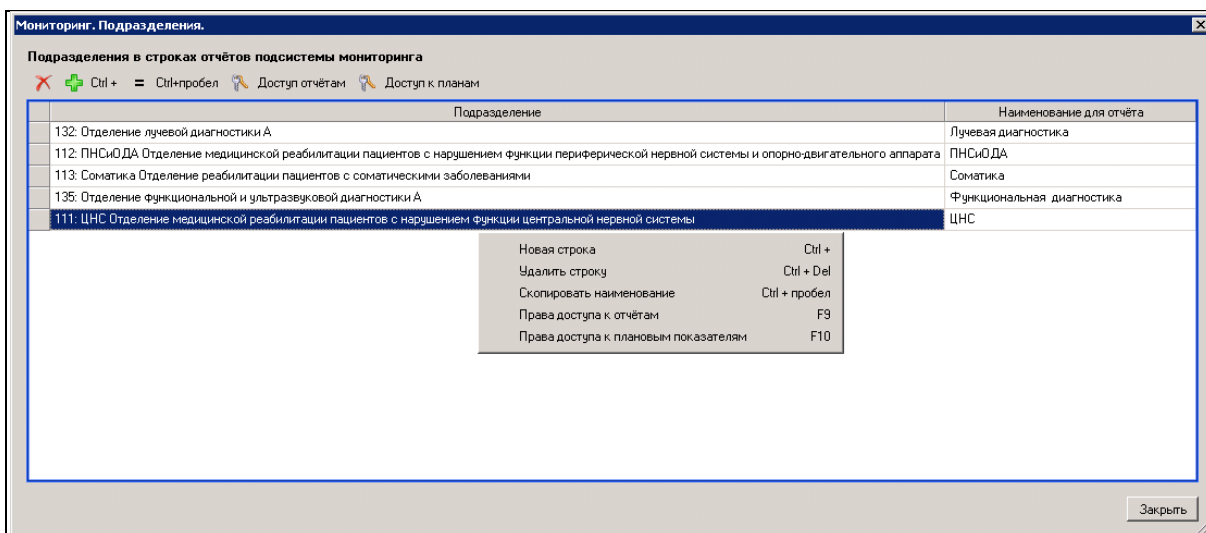 Мониторинг. Подразделения.
Подразделения в строках отчётов подсистемы мониторинга
Ctrl + = Ctrl+пробел Доступ отчётам Доступ к планам
Подразделение Наименование для отчёта
132: Отделение лучевой диагностики А Лучевая диагностика
112: ПНСиОДА Отделение медицинской реабилитации пациентов с нарушением функции периферической нервной системы и опорно-двигательного аппарата ПНСиОДА
113: Соматика Отделение реабилитации пациентов с соматическими заболеваниями Соматика
135: Отделение функциональной и ультразвуковой диагностики А Функциональная диагностика
111: ЦНС Отделение медицинской реабилитации пациентов с нарушением функции центральной нервной системы ЦНС
Новая строка Ctrl +
Удалить строку Ctrl + Del
Скопировать наименование Ctrl + пробел
Права доступа к отчётам F9
Права доступа к плановым показателям F10
Закрыть